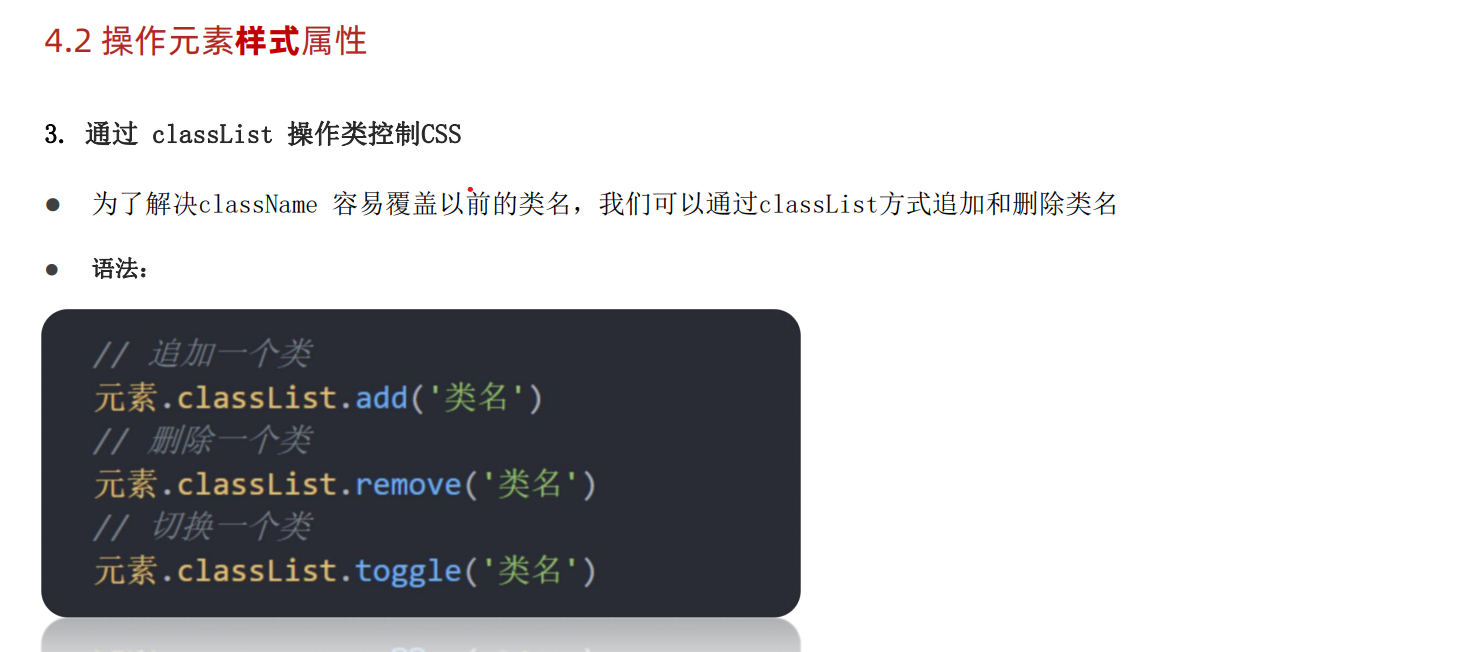 4.2 操作元素样式属性
3. 通过 classList 操作类控制CSS
● 为了解决className 容易覆盖以前的类名，我们可以通过classList方式追加和删除类名
● 语法：
// 追加一个类
元素.classList.add('类名')
// 删除一个类
元素.classList.remove('类名')
// 切换一个类
元素.classList.toggle('类名')